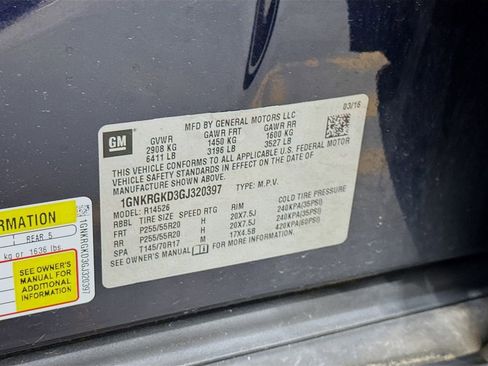 MFD BY GENERAL MOTORS LLC
03/16
GM
GVWR GAWR FRT GAWR RR
2908 KG 1450 KG 1600 KG
6411 LB 3196 LB 3527 LB
THIS VEHICLE CONFORMS TO ALL APPLICABLE U.S. FEDERAL MOTOR
VEHICLE SAFETY STANDARDS IN EFFECT ON THE DATE OF
MANUFACTURE SHOWN ABOVE.
1GNKRGKD3GJ320397 TYPE: M.P.V.
MODEL: R14526
RBBL TIRE SIZE SPEED RTG RIM COLD TIRE PRESSURE
FRT P255/55R20 H 20X7.5J 240KPA(35PSI)
RR P255/55R20 H 20X7.5J 240KPA(35PSI)
SPA T145/70R17 M 17X4.5B 420KPA(60PSI)
SEE OWNER'S MANUAL FOR MORE INFORMATION.
FORMATION
REAR 5
kg or 1636 lbs.
SEE OWNER'S
MANUAL FOR
ADDITIONAL
INFORMATION
1GNKRGKD3GJ320397